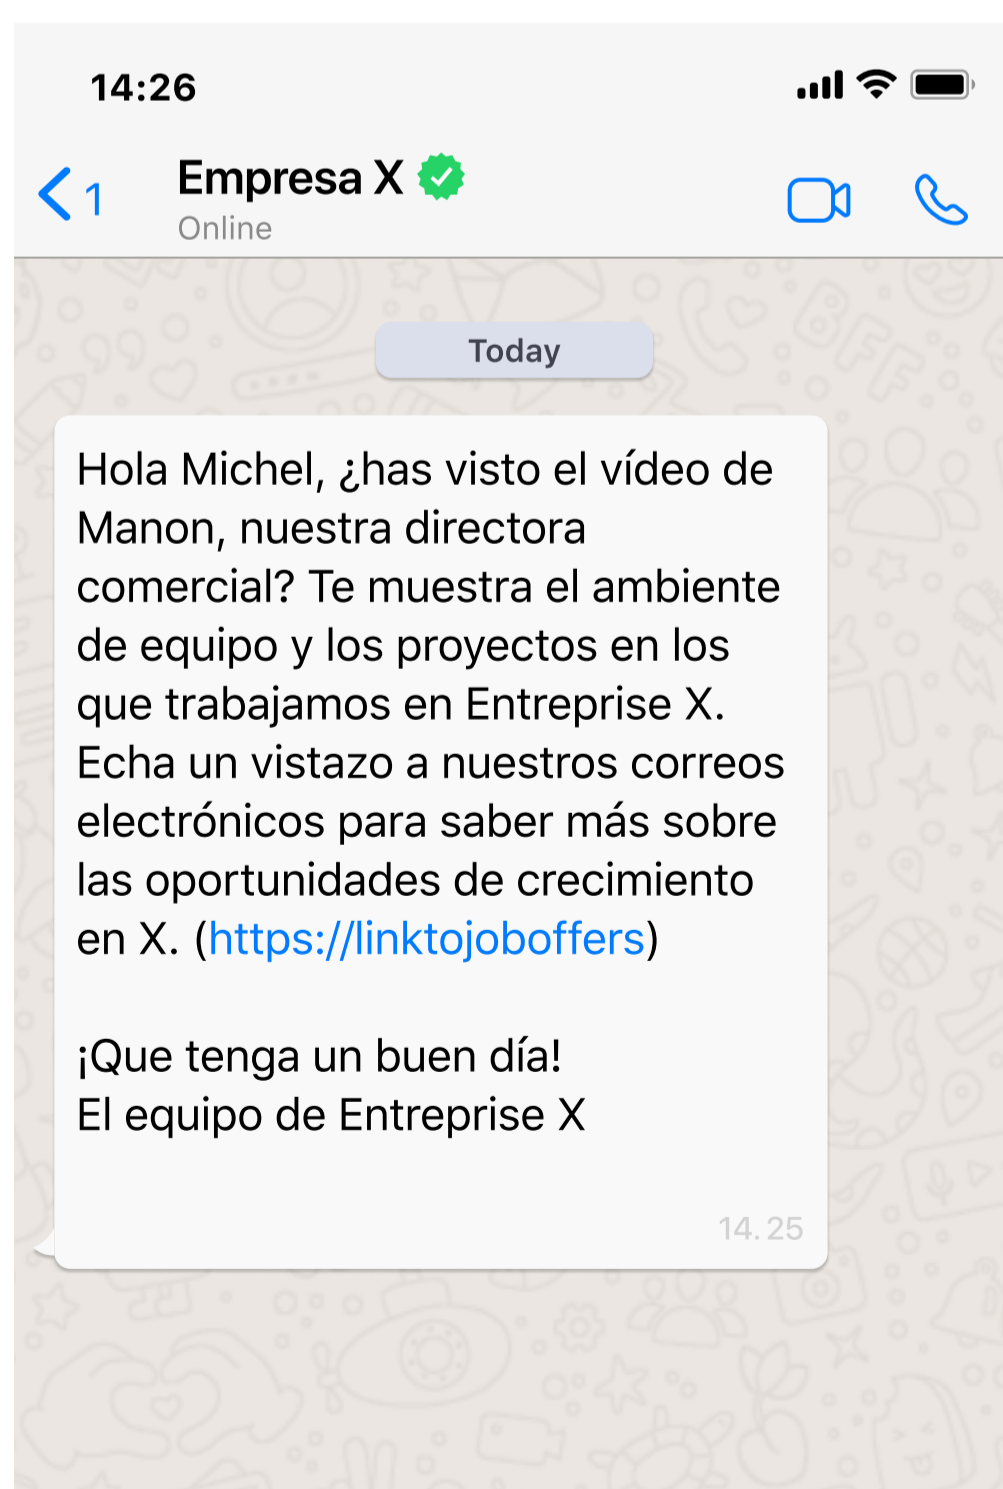 14:26
1
Empresa X
Online
Today
Hola Michel, ¿has visto el vídeo de
Manon, nuestra directora
comercial? Te muestra el ambiente
de equipo y los proyectos en los
que trabajamos en Entreprise X.
Echa un vistazo a nuestros correos
electrónicos para saber más sobre
las oportunidades de crecimiento
en X. (https://linktojoboffers)
¡Que tenga un buen día!
El equipo de Entreprise X
14.25
BFF